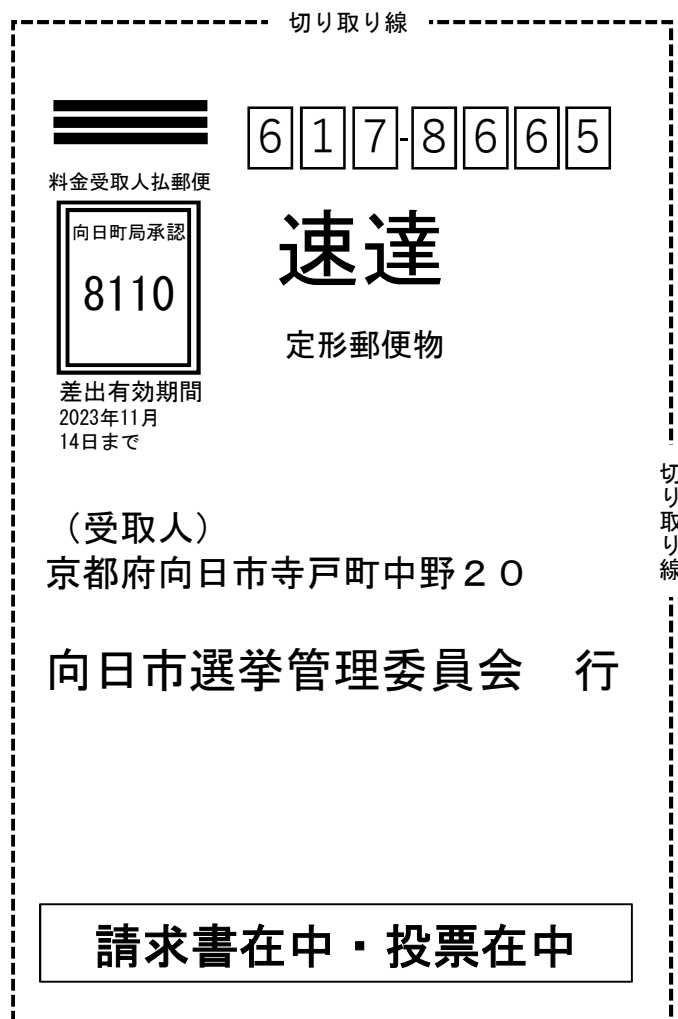 切り取り線
617-8665
料金受取人払郵便
向日町局承認
8110
速達
定形郵便物
差出有効期間
2023年11月
14日まで
切り取り線
（受取人）
京都府向日市寺戸町中野２０
向日市選挙管理委員会　行
請求書在中・投票在中